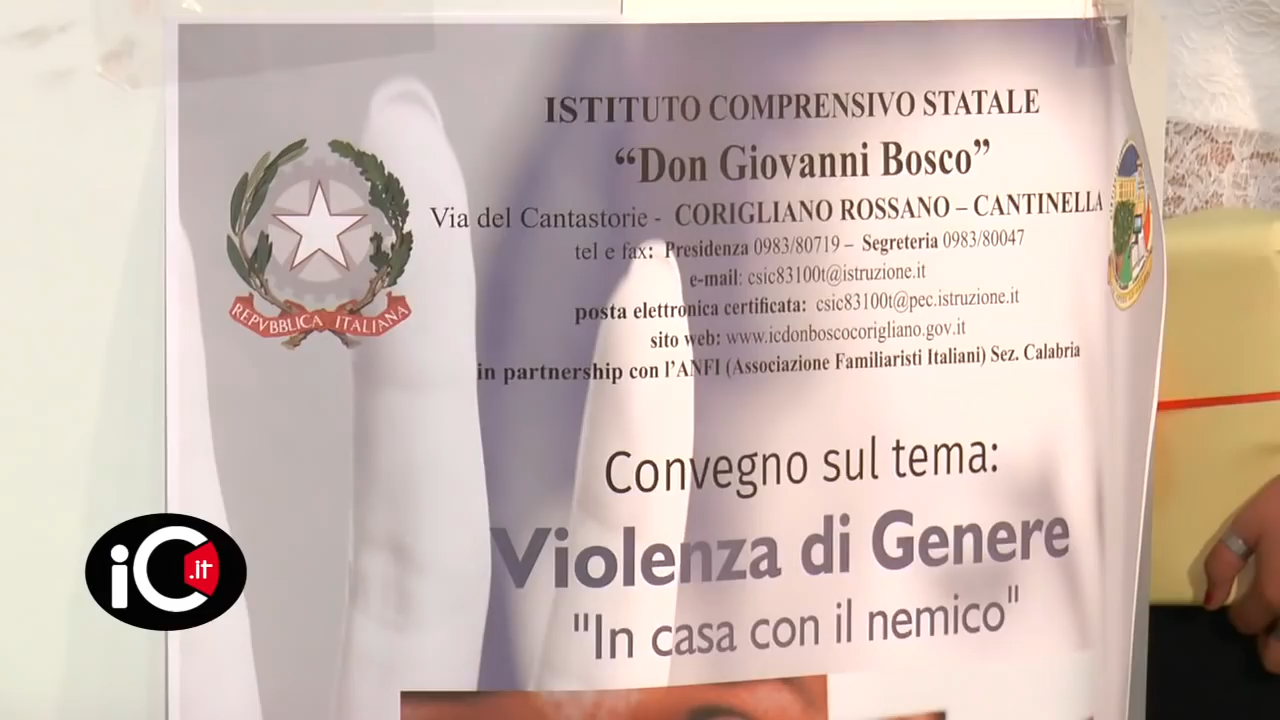 ISTITUTO COMPRENSIVO STATALE
“Don Giovanni Bosco”
Via del Cantastorie - CORIGLIANO ROSSANO – CANTINELLA
tel e fax: Presidenza 0983/80719 – Segreteria 0983/80047
e-mail: csic83100t@istruzione.it
posta elettronica certificata: csic83100t@pec.istruzione.it
sito web: www.icdonboscocorigliano.gov.it
in partnership con l’ANFI (Associazione Familiaristi Italiani) Sez. Calabria
REPVBBLICA ITALIANA
Convegno sul tema:
Violenza di Genere
"In casa con il nemico"
iC.it